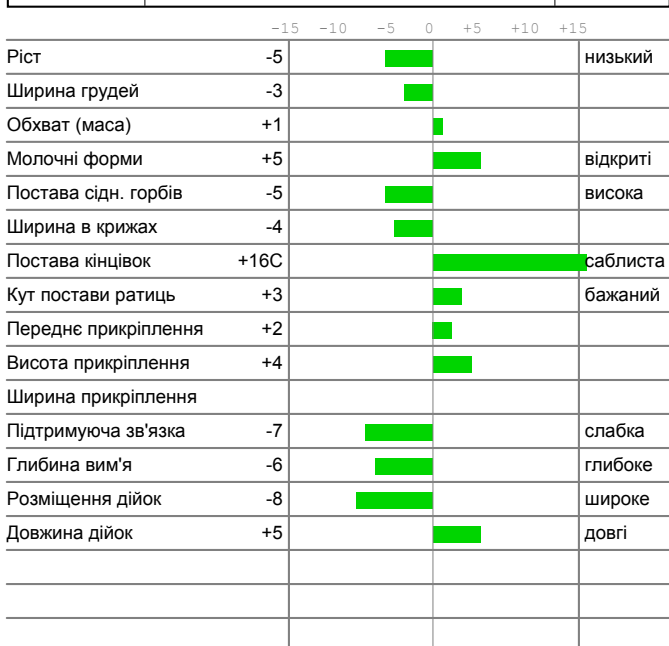 -15 -10 -5 0 +5 +10 +15
Ріст -5 низький
Ширина грудей -3
Обхват (маса) +1
Молочні форми +5 відкриті
Постава сідн. горбів -5 висока
Ширина в крижах -4
Постава кінцівок +16C саблиста
Кут постави ратиць +3 бажаний
Переднє прикріплення +2
Висота прикріплення +4
Ширина прикріплення
Підтримуюча зв'язка -7 слабка
Глибина вим'я -6 глибоке
Розміщення дійок -8 широке
Довжина дійок +5 довгі